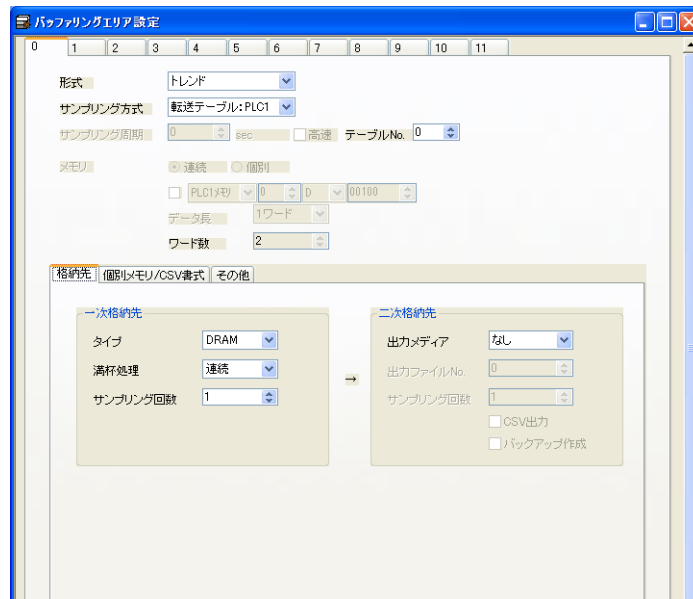 バッファリングエリア設定
0 1 2 3 4 5 6 7 8 9 10 11
形式 トレンド
サンプリング方式 転送テーブル:PLC1
サンプリング周期 0 sec 高速 テーブルNo. 0
メモリ 連続 個別
PLC1メモリ 0 D 00100
データ長 1ワード
ワード数 2
格納先 個別メモリ/CSV書式 その他
一次格納先
タイプ DRAM
満杯処理 連続
サンプリング回数 1
→
二次格納先
出力メディア なし
出力ファイルNo. 0
サンプリング回数 1
CSV出力
バックアップ作成